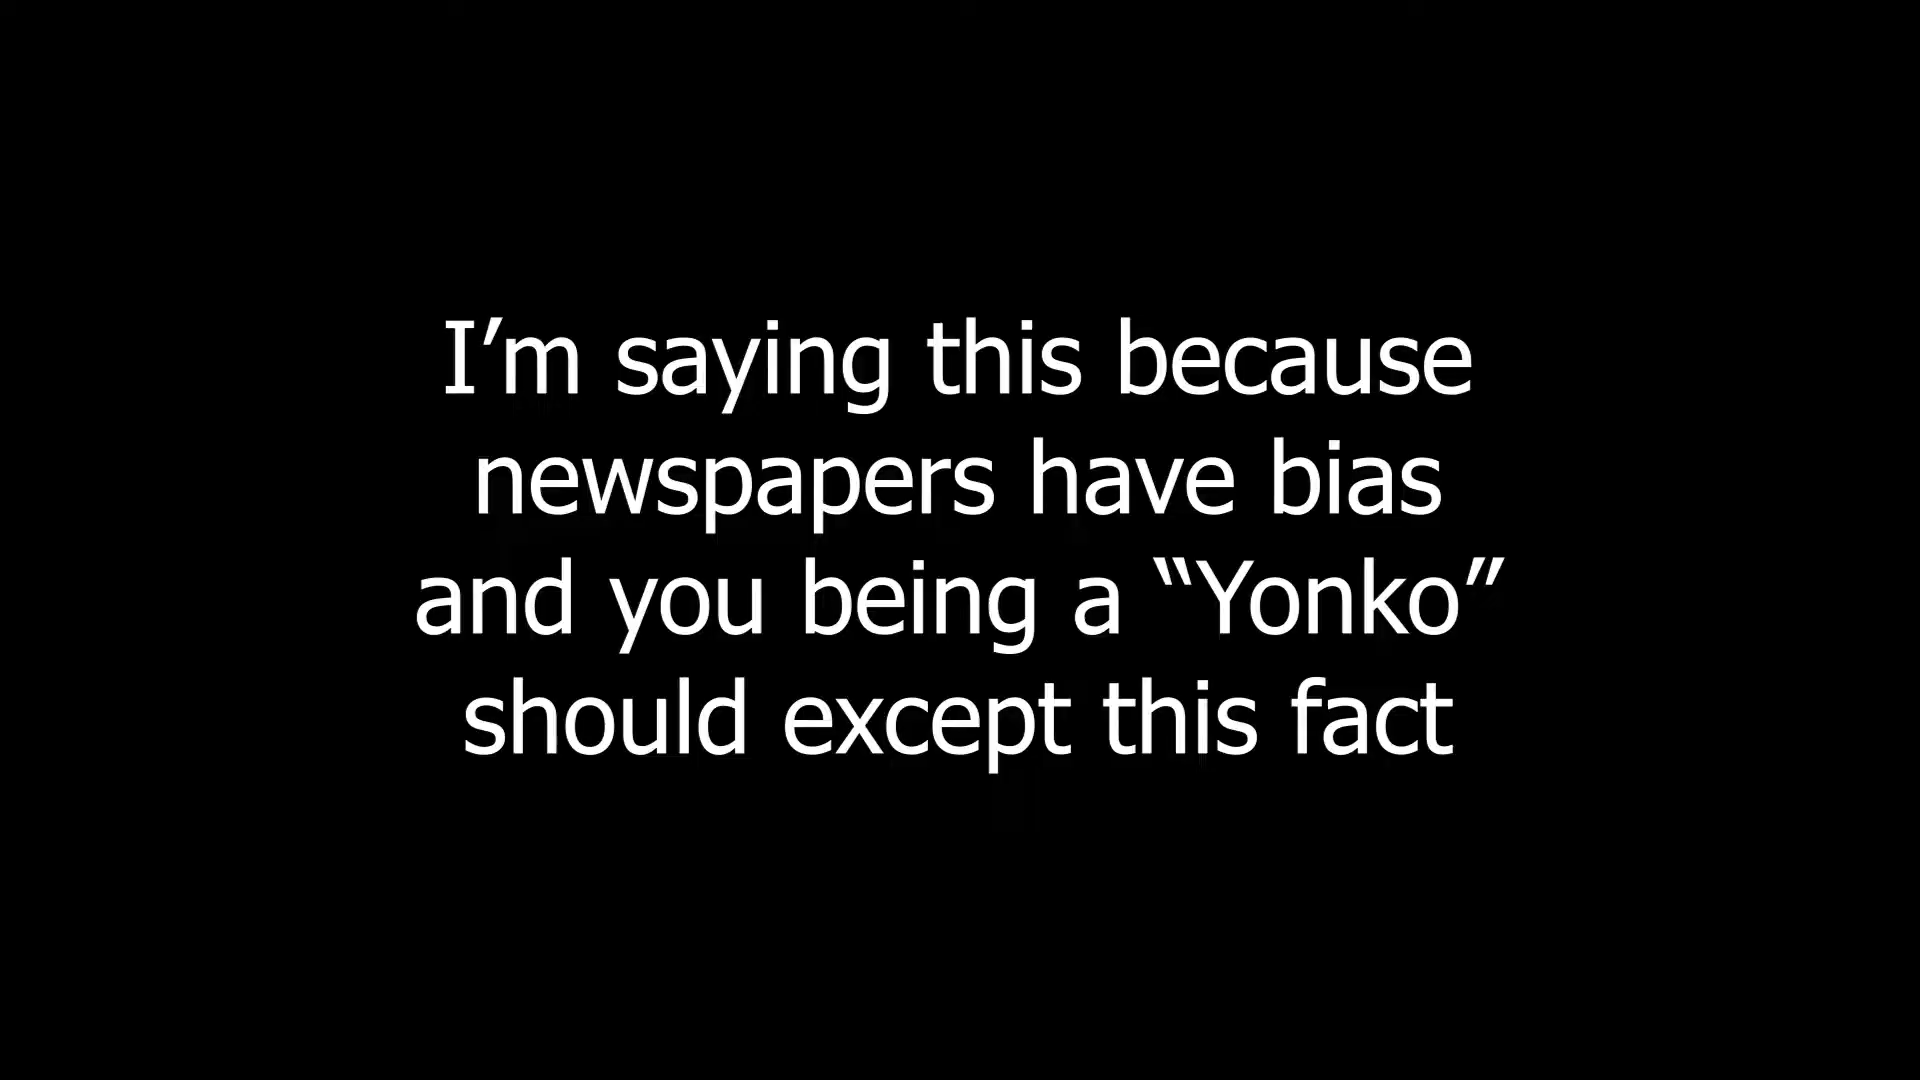 I’m saying this because
newspapers have bias
and you being a “Yonko”
should except this fact